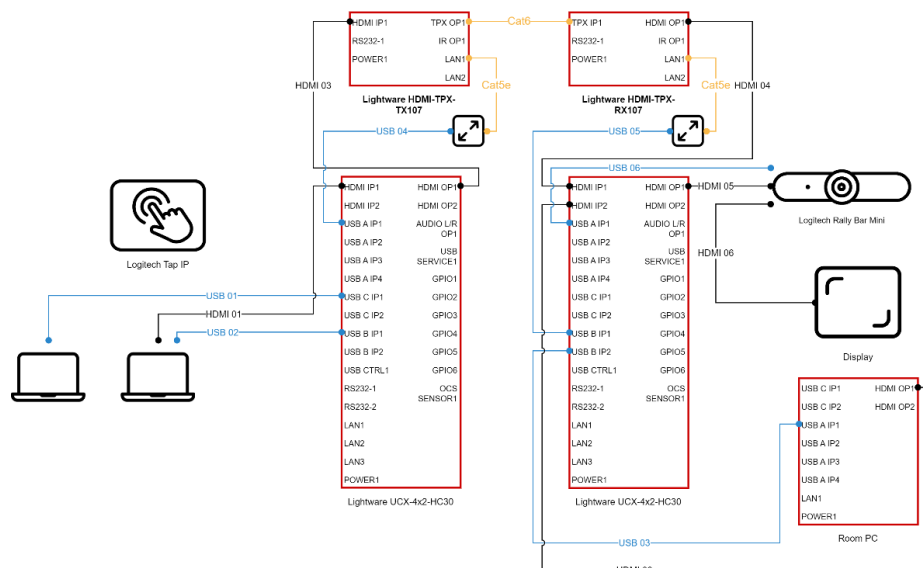 HDMI IP1
RS232-1
POWER1
TPX OP1
IR OP1
LAN1
LAN2
Lightware HDMI-TPX-
TX107
Cat6
TPX IP1
RS232-1
POWER1
HDMI OP1
IR OP1
LAN1
LAN2
Lightware HDMI-TPX-
RX107
HDMI 03
Cat5e
Cat5e
HDMI 04
USB 04
USB 05
USB 06
Logitech Tap IP
USB 01
HDMI 01
USB 02
HDMI IP1
HDMI IP2
USB A IP1
USB A IP2
USB A IP3
USB A IP4
USB C IP1
USB C IP2
USB B IP1
USB B IP2
USB CTRL1
RS232-1
RS232-2
LAN1
LAN2
LAN3
POWER1
HDMI OP1
HDMI OP2
AUDIO L/R
OP1
USB
SERVICE1
GPIO1
GPIO2
GPIO3
GPIO4
GPIO5
GPIO6
OCS
SENSOR1
Lightware UCX-4x2-HC30
HDMI IP1
HDMI IP2
USB A IP1
USB A IP2
USB A IP3
USB A IP4
USB C IP1
USB C IP2
USB B IP1
USB B IP2
USB CTRL1
RS232-1
RS232-2
LAN1
LAN2
LAN3
POWER1
HDMI OP1
HDMI OP2
AUDIO L/R
OP1
USB
SERVICE1
GPIO1
GPIO2
GPIO3
GPIO4
GPIO5
GPIO6
OCS
SENSOR1
Lightware UCX-4x2-HC30
HDMI 05
HDMI 06
Logitech Rally Bar Mini
Display
USB C IP1
USB C IP2
USB A IP1
USB A IP2
USB A IP3
USB A IP4
LAN1
POWER1
HDMI OP1
HDMI OP2
Room PC
USB 03